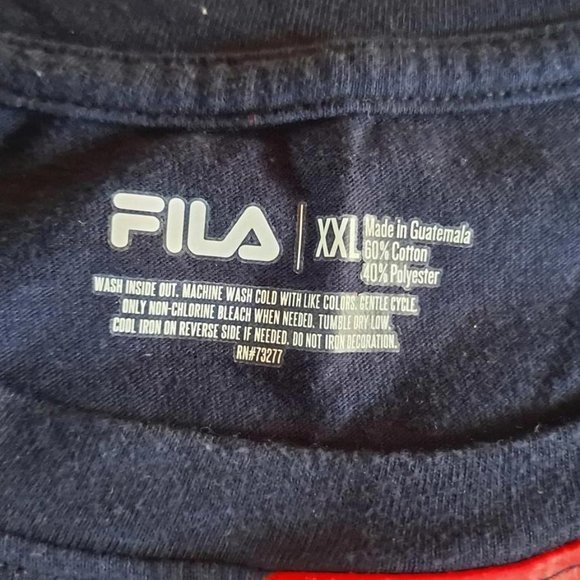 FILA
XXL
Made in Guatemala
60% Cotton
40% Polyester
WASH INSIDE OUT. MACHINE WASH COLD WITH LIKE COLORS. GENTLE CYCLE.
ONLY NON-CHLORINE BLEACH WHEN NEEDED. TUMBLE DRY LOW.
COOL IRON ON REVERSE SIDE IF NEEDED. DO NOT IRON DECORATION.
RN#73277